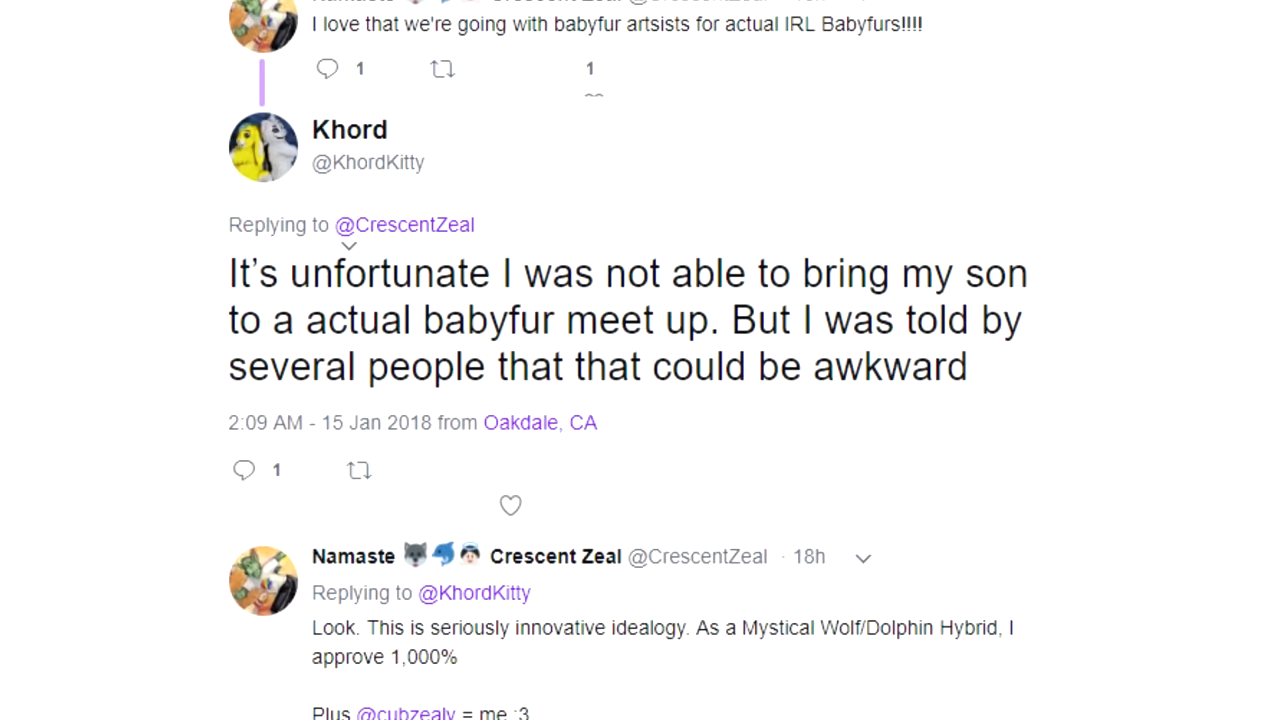 I love that we're going with babyfur artsists for actual IRL Babyfurs!!!!
1 1
Khord
@KhordKitty
Replying to @CrescentZeal
It’s unfortunate I was not able to bring my son
to a actual babyfur meet up. But I was told by
several people that that could be awkward
2:09 AM - 15 Jan 2018 from Oakdale, CA
1
Namaste Crescent Zeal @CrescentZeal · 18h
Replying to @KhordKitty
Look. This is seriously innovative idealogy. As a Mystical Wolf/Dolphin Hybrid, I
approve 1,000%
Plus @cubzealy = me :3